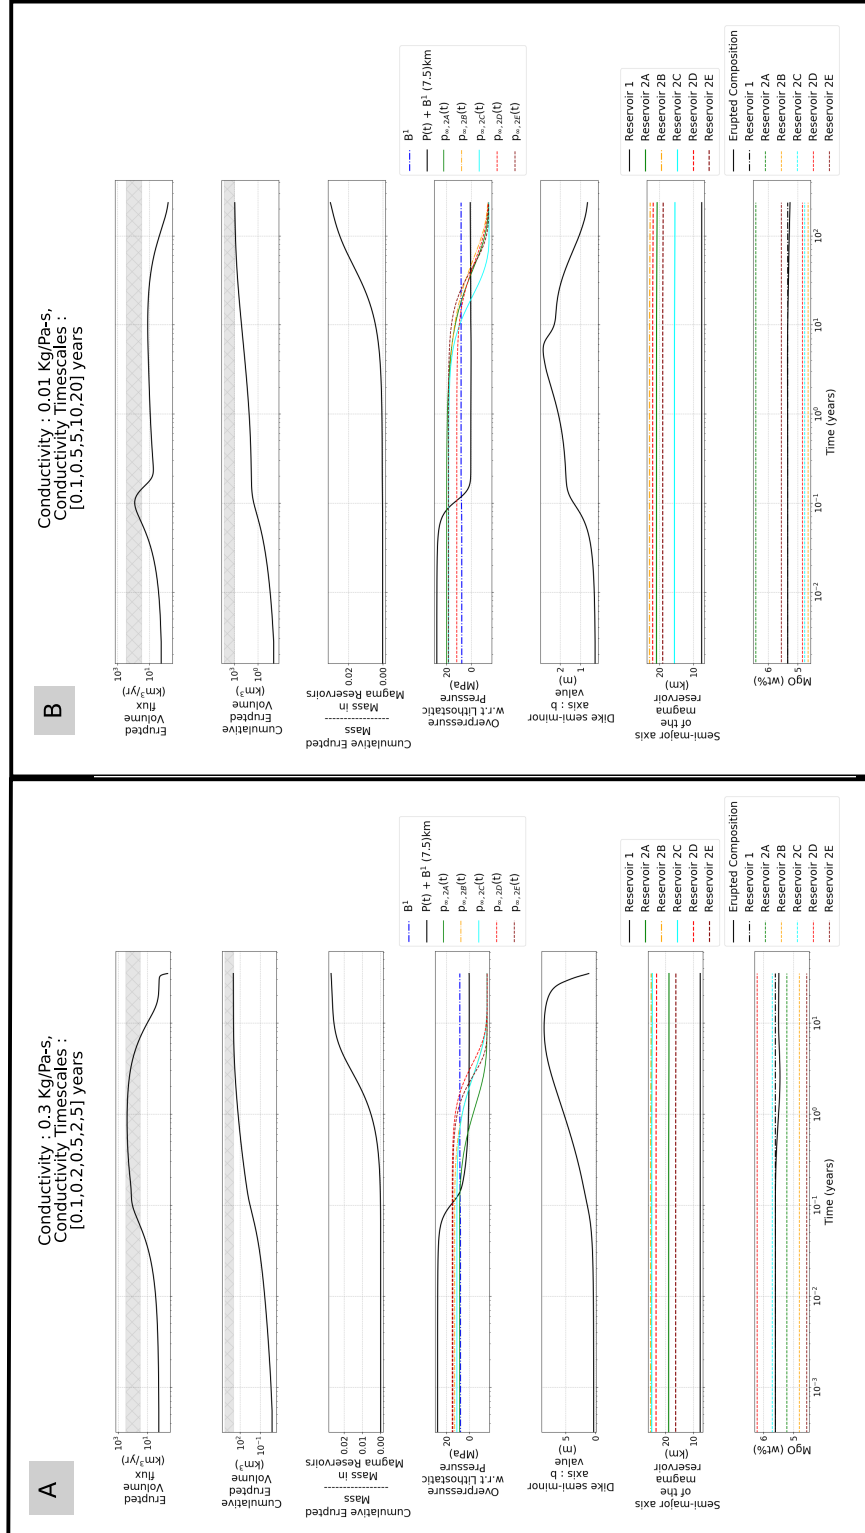 A
Conductivity : 0.3 Kg/Pa-s,
Conductivity Timescales :
[0.1,0.2,0.5,2,5] years
Erupted
Volume
flux
(km³/yr)
10³
10¹
Cumulative
Erupted
Volume
(km³)
10²
10⁻¹
Cumulative Erupted
Mass
------------------
Mass in
Magma Reservoirs
0.02
0.01
0.00
Overpressure
w.r.t Lithostatic
Pressure
(MPa)
20
0
B¹
P(t) + B¹ (7.5)km
p∞,2A(t)
p∞,2B(t)
p∞,2C(t)
p∞,2D(t)
p∞,2E(t)
Dike semi-minor
axis : b
value
(m)
5
0
Semi-major axis
of the
magma
reservoir
(km)
20
Reservoir 1
Reservoir 2A
Reservoir 2B
Reservoir 2C
Reservoir 2D
Reservoir 2E
MgO (wt%)
6
5
Erupted Composition
Reservoir 1
Reservoir 2A
Reservoir 2B
Reservoir 2C
Reservoir 2D
Reservoir 2E
10⁻³
10⁻²
10⁻¹
10⁰
10¹
Time (years)
B
Conductivity : 0.01 Kg/Pa-s,
Conductivity Timescales :
[0.1,0.5,5,10,20] years
Erupted
Volume
flux
(km³/yr)
10³
10¹
Cumulative
Erupted
Volume
(km³)
10³
10⁰
Cumulative Erupted
Mass
------------------
Mass in
Magma Reservoirs
0.02
0.00
Overpressure
w.r.t Lithostatic
Pressure
(MPa)
20
0
B¹
P(t) + B¹ (7.5)km
p∞,2A(t)
p∞,2B(t)
p∞,2C(t)
p∞,2D(t)
p∞,2E(t)
Dike semi-minor
axis : b
value
(m)
2
1
Semi-major axis
of the
magma
reservoir
(km)
20
10
Reservoir 1
Reservoir 2A
Reservoir 2B
Reservoir 2C
Reservoir 2D
Reservoir 2E
MgO (wt%)
6
5
Erupted Composition
Reservoir 1
Reservoir 2A
Reservoir 2B
Reservoir 2C
Reservoir 2D
Reservoir 2E
10⁻²
10⁻¹
10⁰
10¹
10²
Time (years)